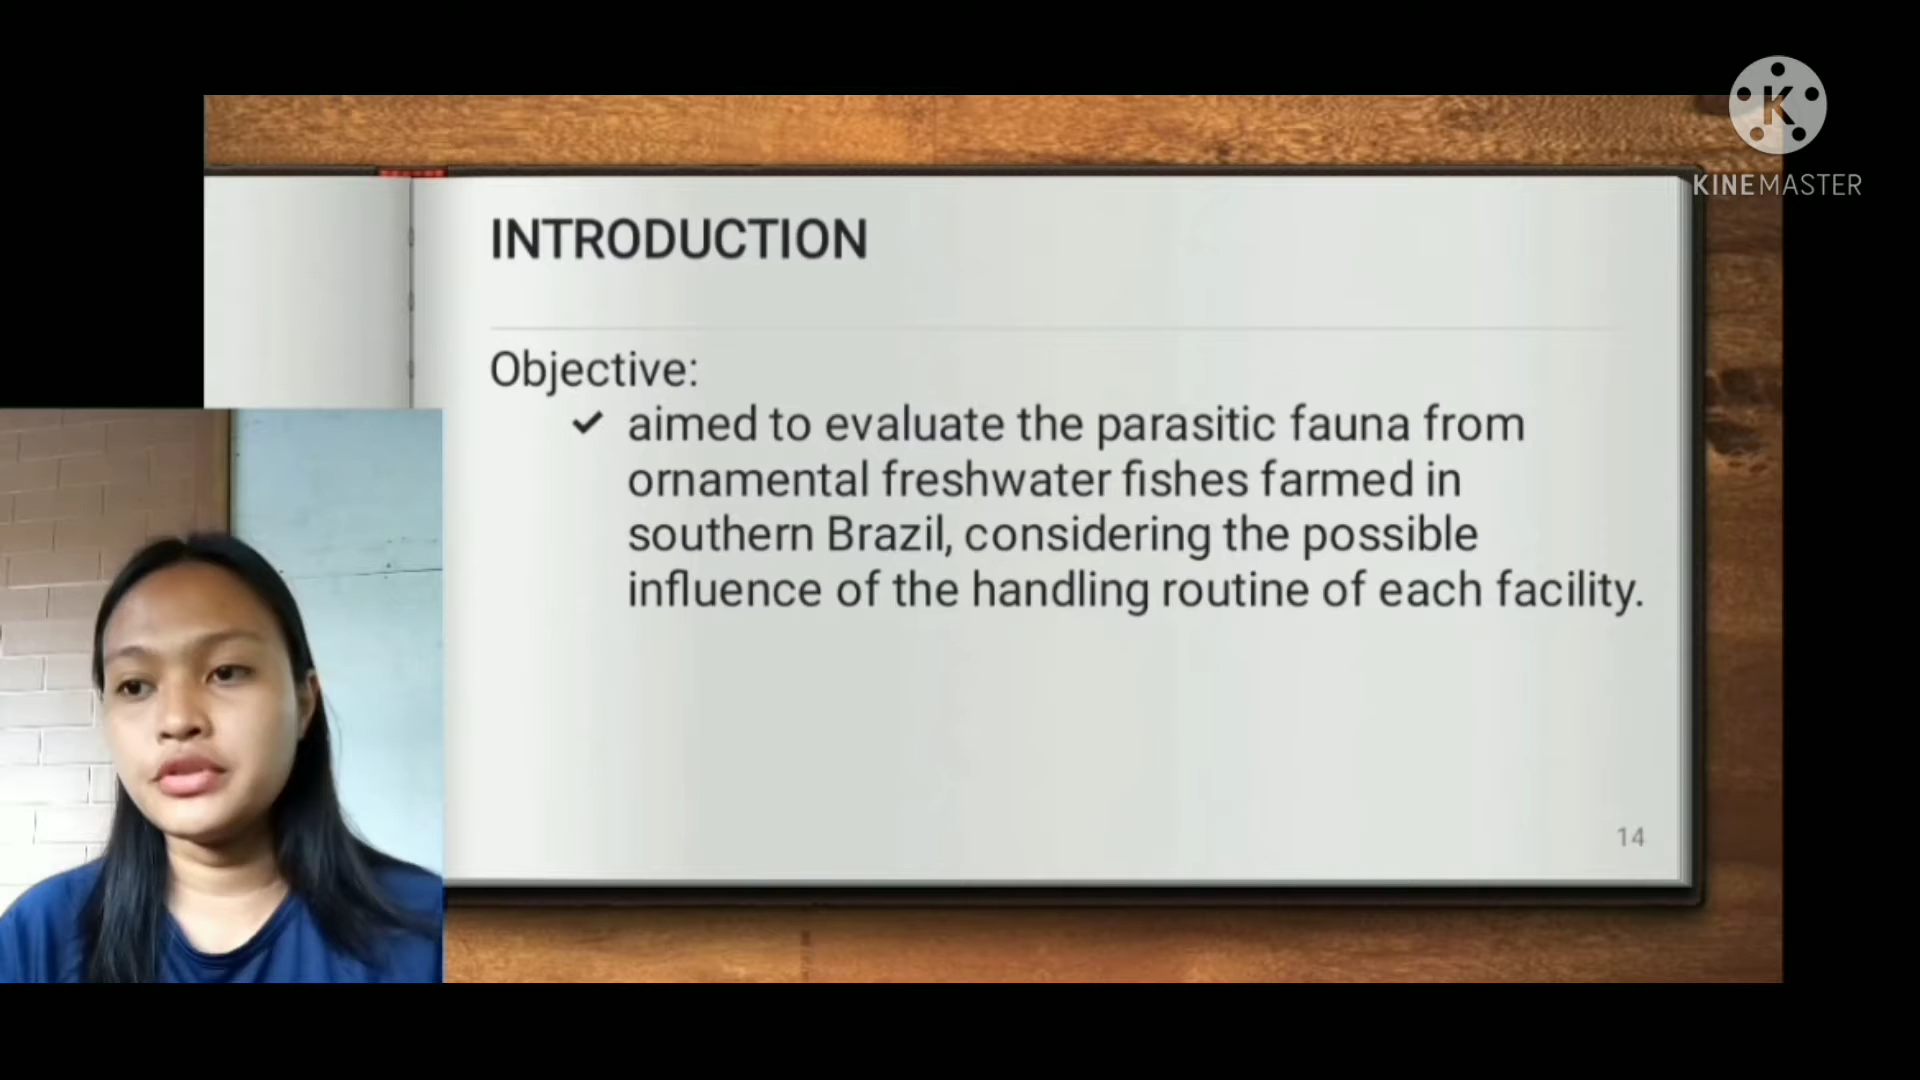 K
KINEMASTER
INTRODUCTION
Objective:
✔ aimed to evaluate the parasitic fauna from
ornamental freshwater fishes farmed in
southern Brazil, considering the possible
influence of the handling routine of each facility.
14